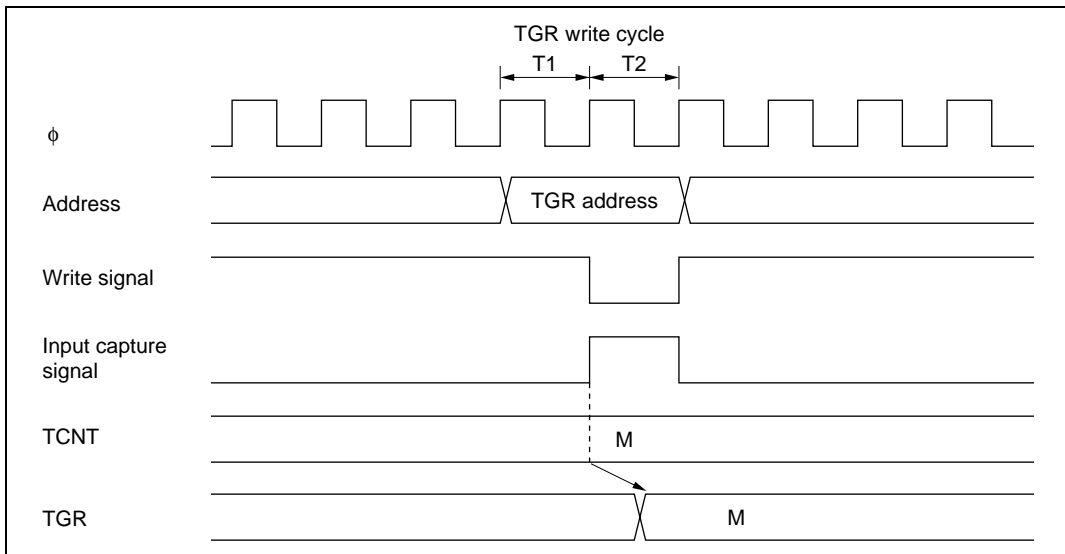 TGR write cycle
T1 T2
ϕ
Address
TGR address
Write signal
Input capture
signal
TCNT
M
TGR
M